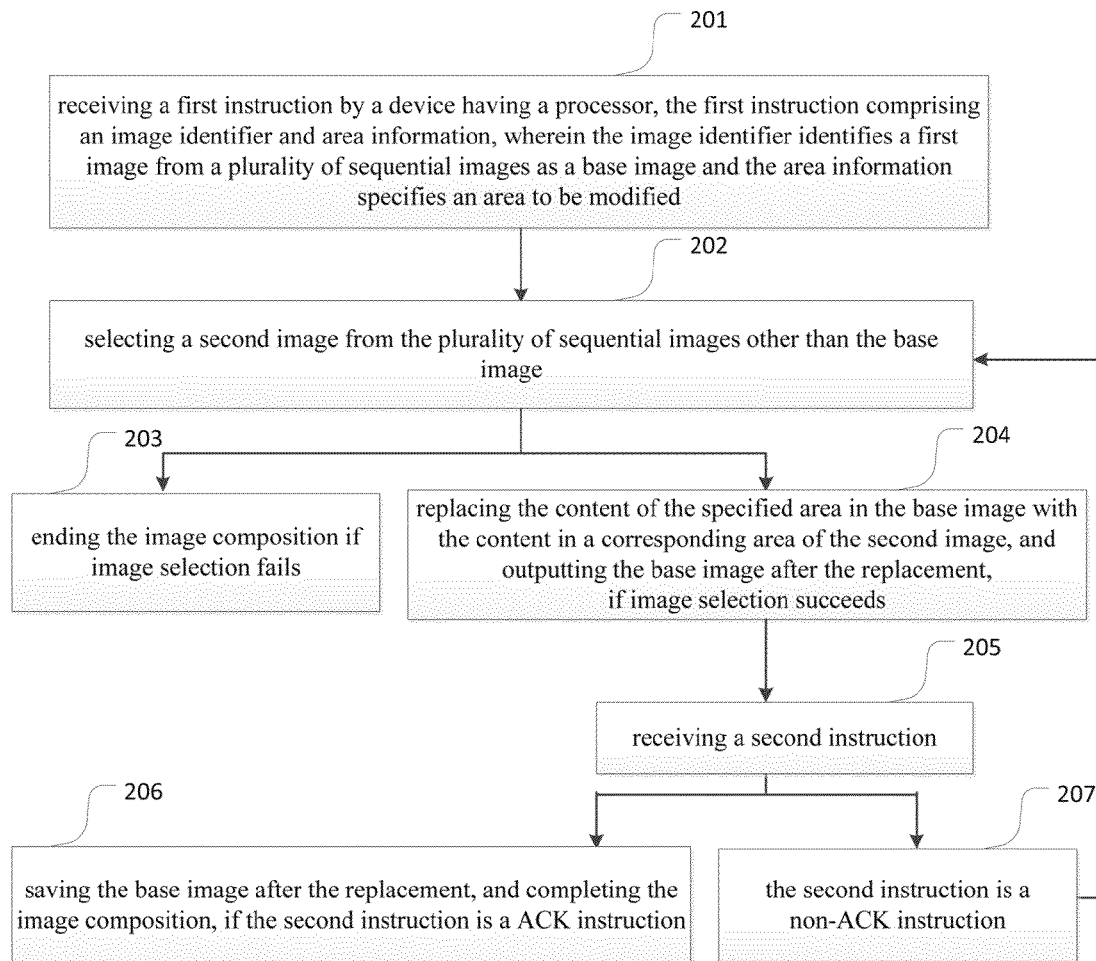 201
receiving a first instruction by a device having a processor, the first instruction comprising
an image identifier and area information, wherein the image identifier identifies a first
image from a plurality of sequential images as a base image and the area information
specifies an area to be modified
202
selecting a second image from the plurality of sequential images other than the base
image
203
ending the image composition if
image selection fails
204
replacing the content of the specified area in the base image with
the content in a corresponding area of the second image, and
outputting the base image after the replacement,
if image selection succeeds
205
receiving a second instruction
206
saving the base image after the replacement, and completing the
image composition, if the second instruction is a ACK instruction
207
the second instruction is a
non-ACK instruction